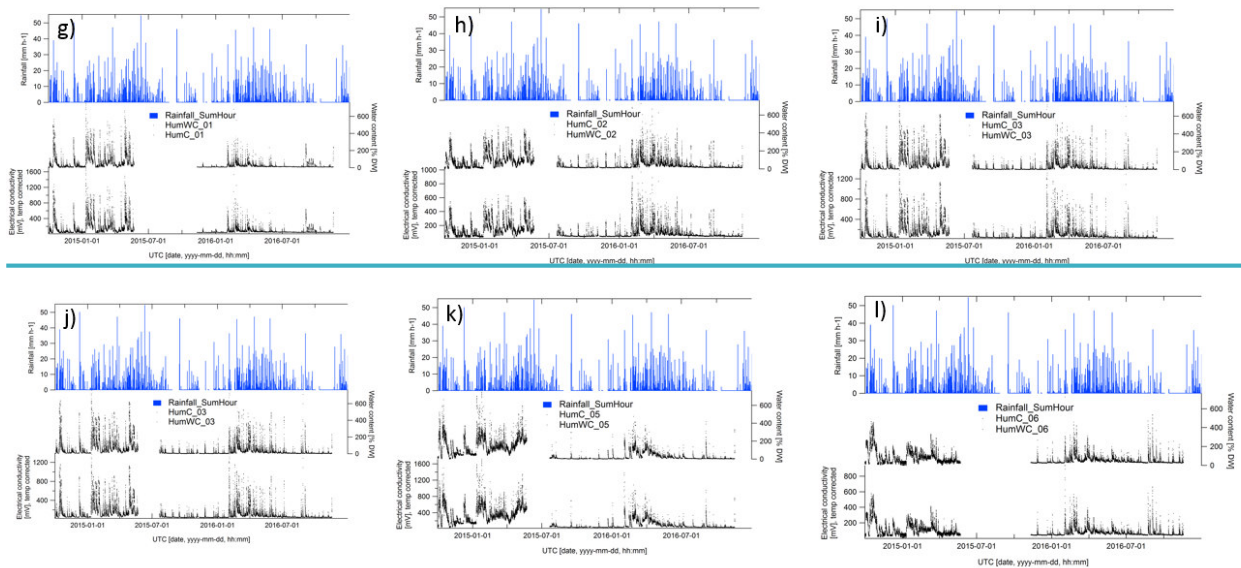 g)
Rainfall [mm h-1]
50
40
30
20
10
0
Rainfall_SumHour
HumWC_01
HumC_01
Water content [% DW]
600
400
200
0
Electrical conductivity
[mV], temp corrected
1600
1200
800
400
2015-01-01 2015-07-01 2016-01-01 2016-07-01
UTC [date, yyyy-mm-dd, hh:mm]
h)
Rainfall [mm h-1]
50
40
30
20
10
0
Rainfall_SumHour
HumC_02
HumWC_02
Water content [% DW]
600
400
200
0
Electrical conductivity
[mV], temp corrected
1000
800
600
400
200
2015-01-01 2015-07-01 2016-01-01 2016-07-01
UTC [date, yyyy-mm-dd, hh:mm]
i)
Rainfall [mm h-1]
50
40
30
20
10
0
Rainfall_SumHour
HumC_03
HumWC_03
Water content [% DW]
600
400
200
0
Electrical conductivity
[mV], temp corrected
1200
800
400
2015-01-01 2015-07-01 2016-01-01 2016-07-01
UTC [date, yyyy-mm-dd, hh:mm]
j)
Rainfall [mm h-1]
50
40
30
20
10
0
Rainfall_SumHour
HumC_03
HumWC_03
Water content [% DW]
600
400
200
0
Electrical conductivity
[mV], temp corrected
1200
800
400
2015-01-01 2015-07-01 2016-01-01 2016-07-01
UTC [date, yyyy-mm-dd, hh:mm]
k)
Rainfall [mm h-1]
50
40
30
20
10
0
Rainfall_SumHour
HumC_05
HumWC_05
Water content [% DW]
600
400
200
0
Electrical conductivity
[mV], temp corrected
1600
1200
800
400
2015-01-01 2015-07-01 2016-01-01 2016-07-01
UTC [date, yyyy-mm-dd, hh:mm]
l)
Rainfall [mm h-1]
50
40
30
20
10
0
Rainfall_SumHour
HumC_06
HumWC_06
Water content [% DW]
600
400
200
0
Electrical conductivity
[mV], temp corrected
800
600
400
200
2015-01-01 2015-07-01 2016-01-01 2016-07-01
UTC [date, yyyy-mm-dd, hh:mm]